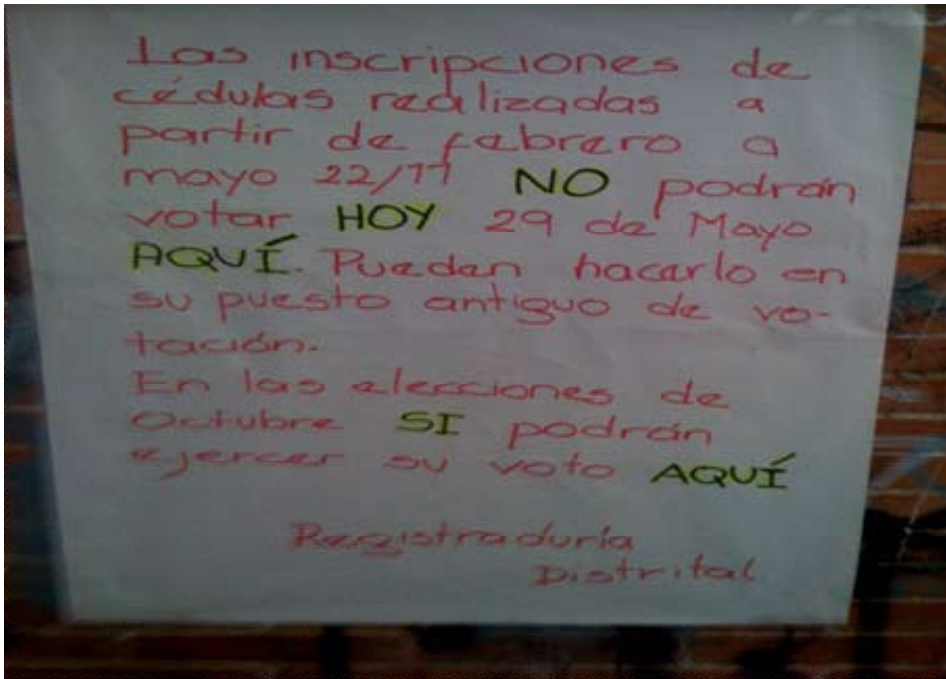 Las inscripciones de
cédulas realizadas a
partir de febrero a
mayo 22/11 NO podrán
votar HOY 29 de Mayo
AQUÍ. Pueden hacerlo en
su puesto antiguo de vo-
tación.
En las elecciones de
Octubre SI podrán
ejercer su voto AQUÍ
Registraduría
Distrital